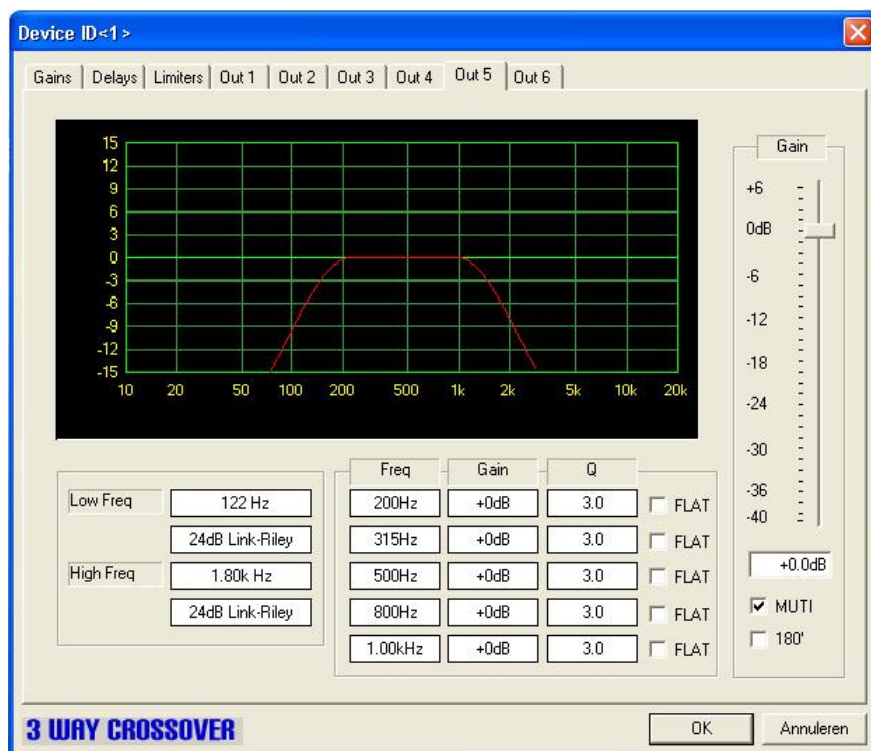 Device ID<1>
Gains Delays Limiters Out 1 Out 2 Out 3 Out 4 Out 5 Out 6
15
12
9
6
3
0
-3
-6
-9
-12
-15
10 20 50 100 200 500 1k 2k 5k 10k 20k
Gain
+6
0dB
-6
-12
-18
-24
-30
-36
-40
+0.0dB
MUTI
180'
Low Freq 122 Hz
24dB Link-Riley
High Freq 1.80k Hz
24dB Link-Riley
Freq Gain Q
200Hz +0dB 3.0 FLAT
315Hz +0dB 3.0 FLAT
500Hz +0dB 3.0 FLAT
800Hz +0dB 3.0 FLAT
1.00kHz +0dB 3.0 FLAT
3 WAY CROSSOVER
OK Annuleren